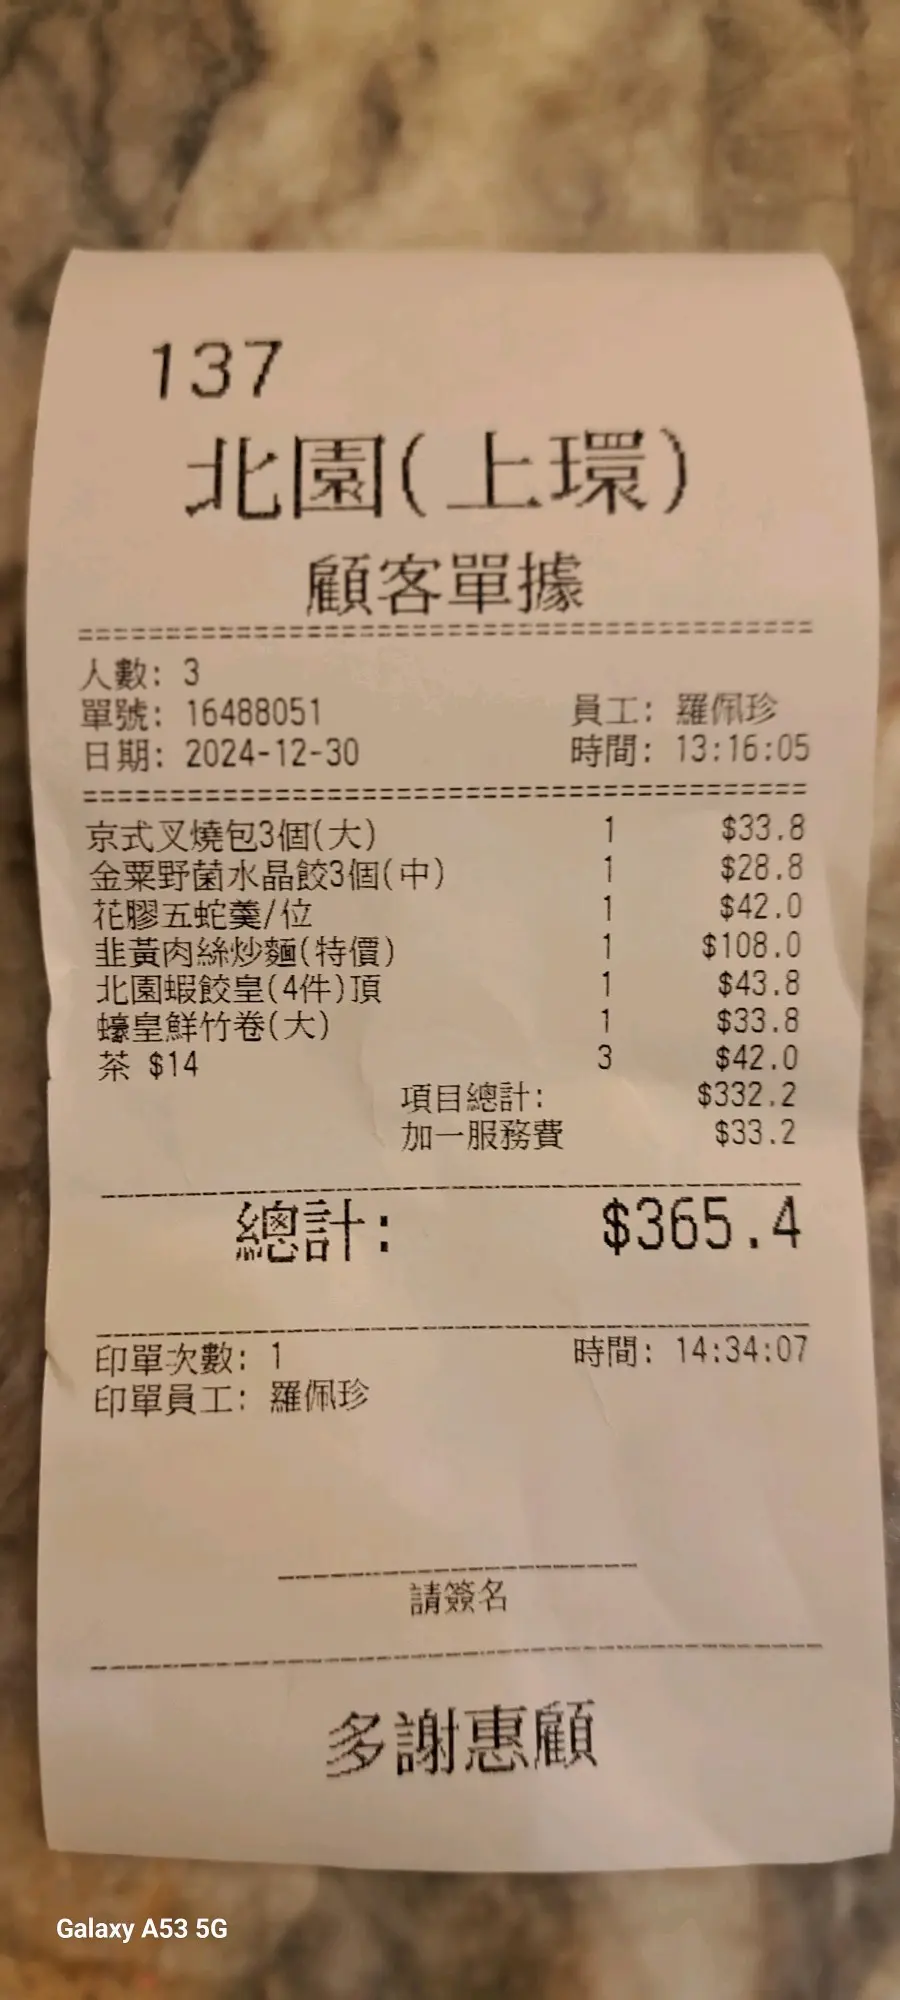 137
北園(上環)
顧客單據
人數: 3
單號: 16488051 員工: 羅佩珍
日期: 2024-12-30 時間: 13:16:05
京式叉燒包3個(大) 1 $33.8
金粟野菌水晶餃3個(中) 1 $28.8
花膠五蛇羹/位 1 $42.0
韭黃肉絲炒麵(特價) 1 $108.0
北園蝦餃皇(4件)頂 1 $43.8
蠔皇鮮竹卷(大) 1 $33.8
茶 $14 3 $42.0
項目總計: $332.2
加一服務費 $33.2
總計: $365.4
印單次數: 1 時間: 14:34:07
印單員工: 羅佩珍
請簽名
多謝惠顧
Galaxy A53 5G